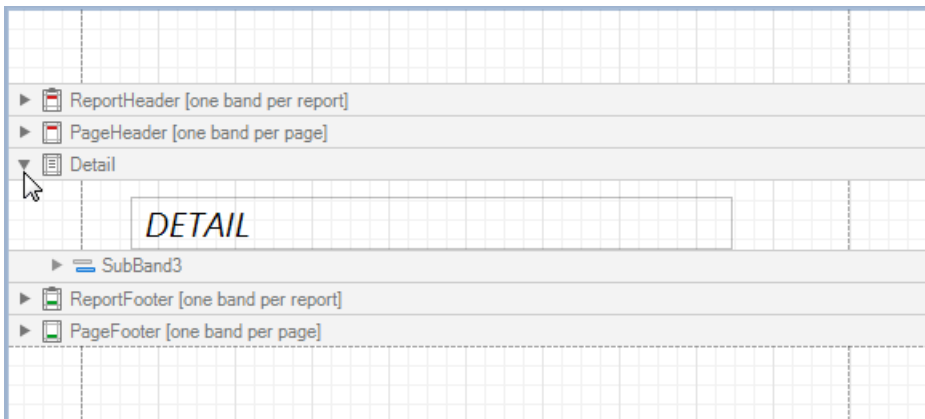 ReportHeader [one band per report]
PageHeader [one band per page]
Detail
DETAIL
SubBand3
ReportFooter [one band per report]
PageFooter [one band per page]